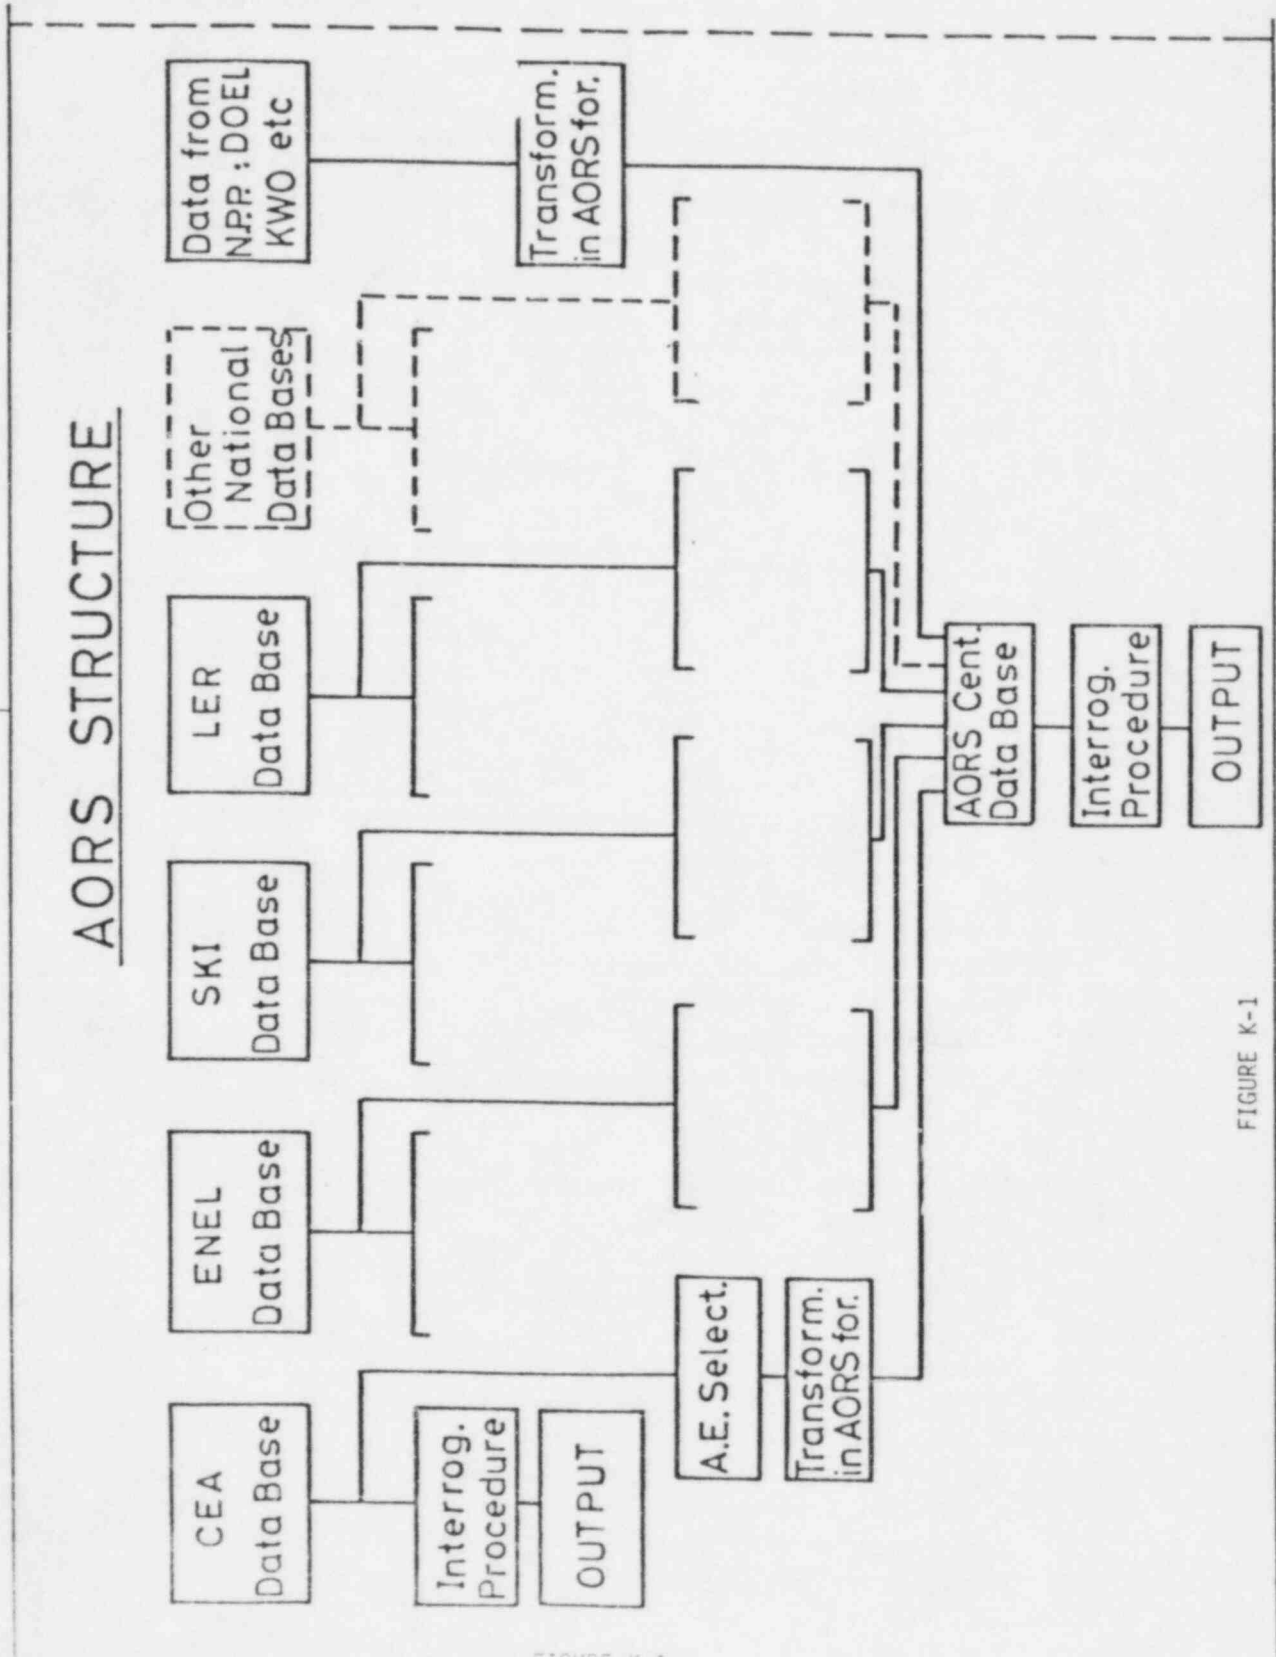 AORS STRUCTURE
CEA
Data Base
ENEL
Data Base
SKI
Data Base
LER
Data Base
Other
National
Data Bases
Data from
N.P.P.: DOEL
KWO etc
Interrog.
Procedure
OUTPUT
Transform.
in AORS for.
A.E. Select.
Transform.
in AORS for.
AORS Cent.
Data Base
Interrog.
Procedure
OUTPUT
FIGURE K-1